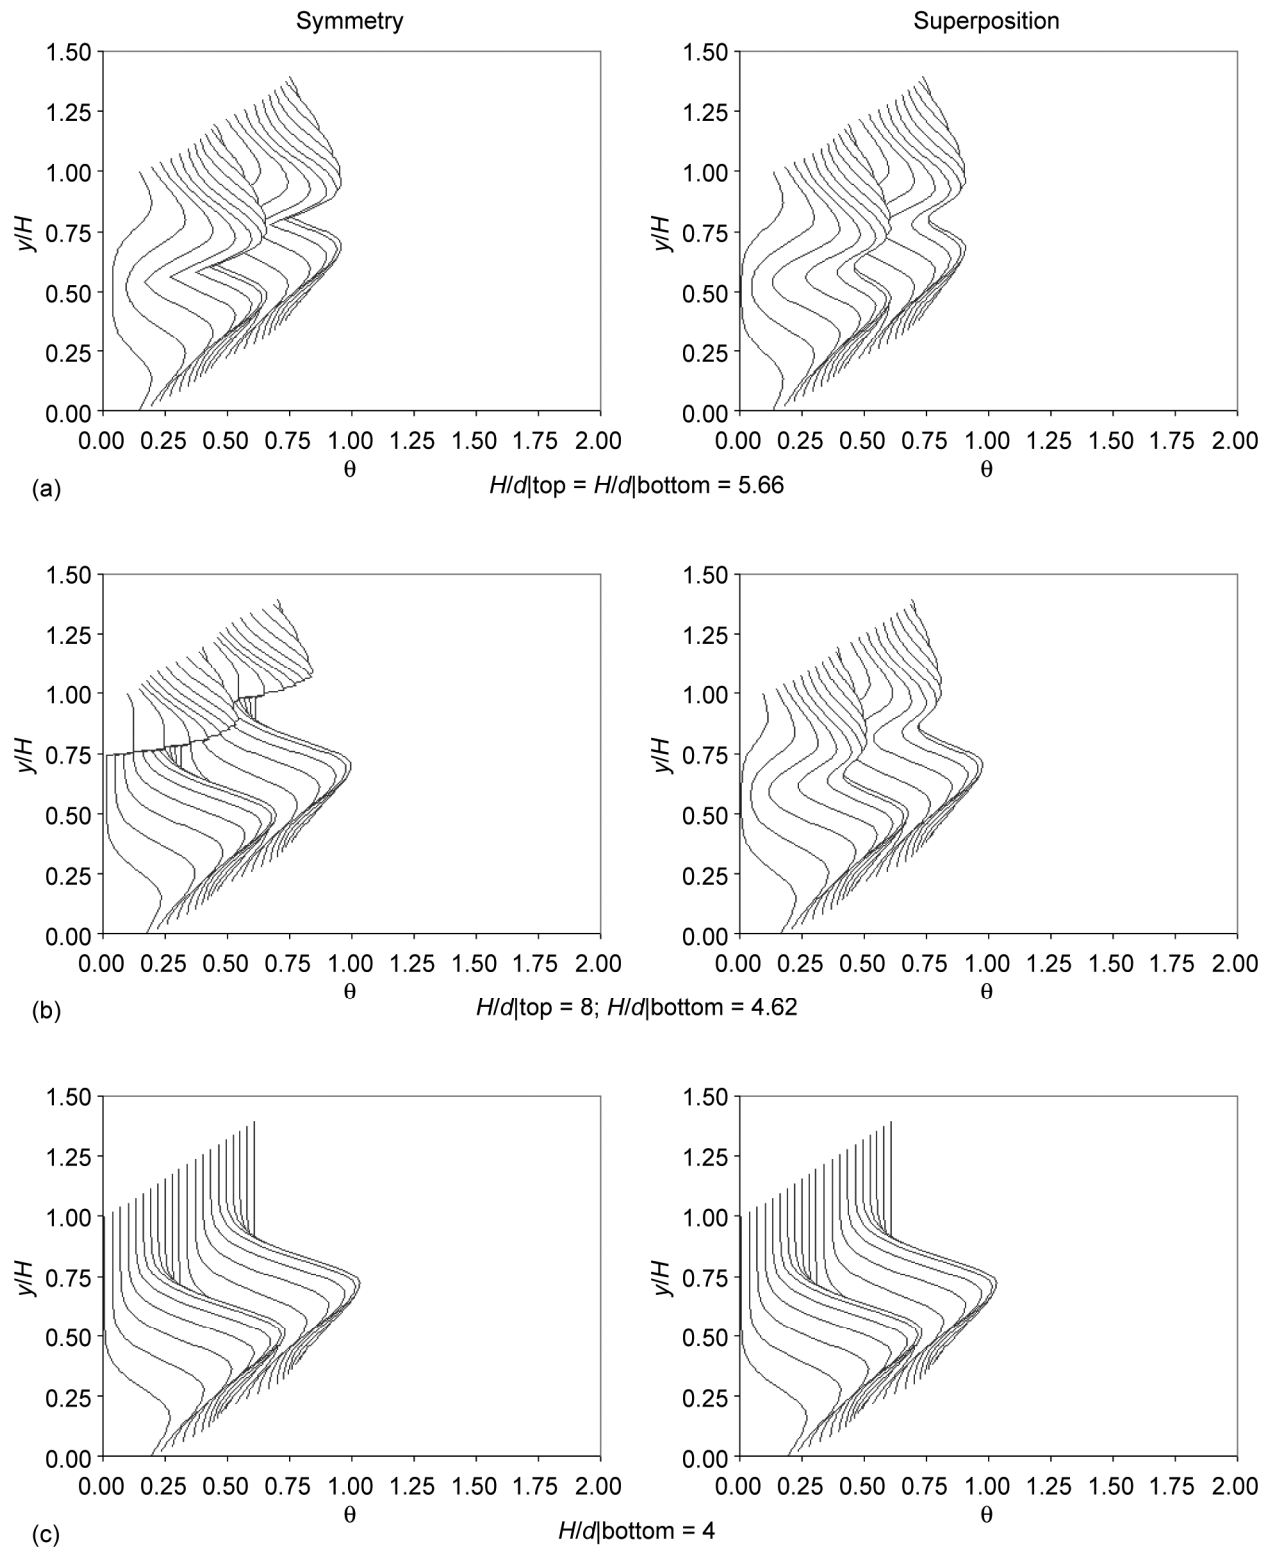 Symmetry Superposition
1.50 1.50
1.25 1.25
1.00 1.00
y/H 0.75 y/H 0.75
0.50 0.50
0.25 0.25
0.00 0.00
0.00 0.25 0.50 0.75 1.00 1.25 1.50 1.75 2.00 0.00 0.25 0.50 0.75 1.00 1.25 1.50 1.75 2.00
θ θ
(a) H/d|top = H/d|bottom = 5.66
1.50 1.50
1.25 1.25
1.00 1.00
y/H 0.75 y/H 0.75
0.50 0.50
0.25 0.25
0.00 0.00
0.00 0.25 0.50 0.75 1.00 1.25 1.50 1.75 2.00 0.00 0.25 0.50 0.75 1.00 1.25 1.50 1.75 2.00
θ θ
(b) H/d|top = 8; H/d|bottom = 4.62
1.50 1.50
1.25 1.25
1.00 1.00
y/H 0.75 y/H 0.75
0.50 0.50
0.25 0.25
0.00 0.00
0.00 0.25 0.50 0.75 1.00 1.25 1.50 1.75 2.00 0.00 0.25 0.50 0.75 1.00 1.25 1.50 1.75 2.00
θ θ
(c) H/d|bottom = 4